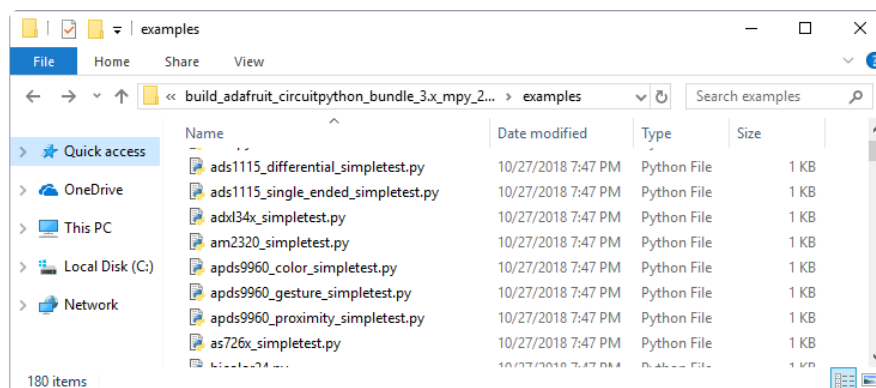 examples
File Home Share View
« build_adafruit_circuitpython_bundle_3.x_mpy_2... > examples Search examples
Name Date modified Type Size
Quick access
OneDrive
This PC
Local Disk (C:)
Network
ads1115_differential_simpletest.py 10/27/2018 7:47 PM Python File 1 KB
ads1115_single_ended_simpletest.py 10/27/2018 7:47 PM Python File 1 KB
adxl34x_simpletest.py 10/27/2018 7:47 PM Python File 1 KB
am2320_simpletest.py 10/27/2018 7:47 PM Python File 1 KB
apds9960_color_simpletest.py 10/27/2018 7:47 PM Python File 1 KB
apds9960_gesture_simpletest.py 10/27/2018 7:47 PM Python File 1 KB
apds9960_proximity_simpletest.py 10/27/2018 7:47 PM Python File 1 KB
as726x_simpletest.py 10/27/2018 7:47 PM Python File 1 KB
180 items